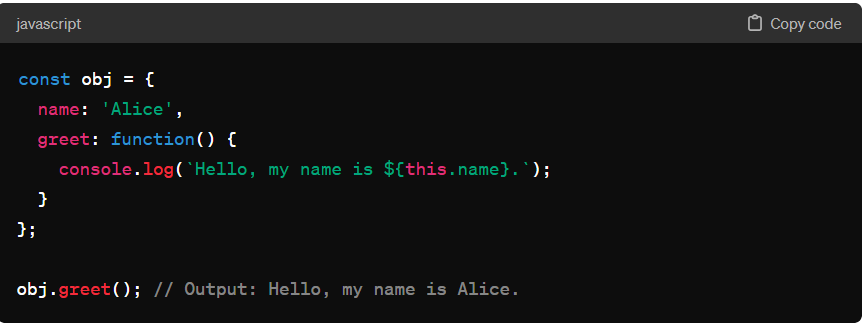 javascript
Copy code
const obj = {
  name: 'Alice',
  greet: function() {
    console.log(`Hello, my name is ${this.name}.`);
  }
};

obj.greet(); // Output: Hello, my name is Alice.